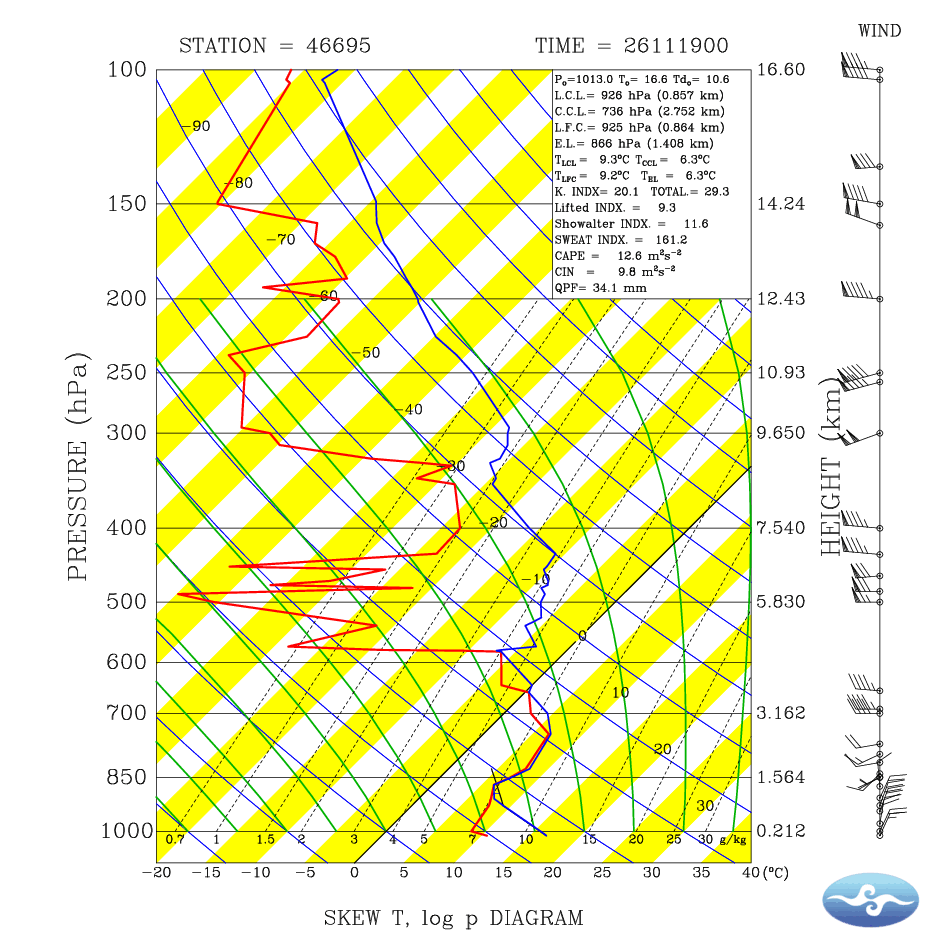 WIND
STATION = 46695 TIME = 26111900
100 16.60
P₀=1013.0 T₀= 16.6 Td₀= 10.6
L.C.L.= 926 hPa (0.857 km)
C.C.L.= 736 hPa (2.752 km)
L.F.C.= 925 hPa (0.864 km)
E.L.= 866 hPa (1.408 km)
T_LCL = 9.3°C T_CCL = 6.3°C
T_LFC = 9.2°C T_EL = 6.3°C
K. INDX= 20.1 TOTAL.= 29.3
Lifted INDX. = 9.3
Showalter INDX. = 11.6
SWEAT INDX. = 161.2
CAPE = 12.6 m²s⁻²
CIN = 9.8 m²s⁻²
QPF= 34.1 mm
-90
-80
150 14.24
-70
-60
200 12.43
-50
250 10.93
-40
300 9.650
-30
PRESSURE (hPa)
HEIGHT (km)
-20
400 7.540
-10
500 5.830
0
600
10
700 3.162
20
850 1.564
30
1000 0.212
0.7 1 1.5 2 3 4 5 7 10 15 20 25 30 g/kg
-20 -15 -10 -5 0 5 10 15 20 25 30 35 40 (°C)
SKEW T, log p DIAGRAM